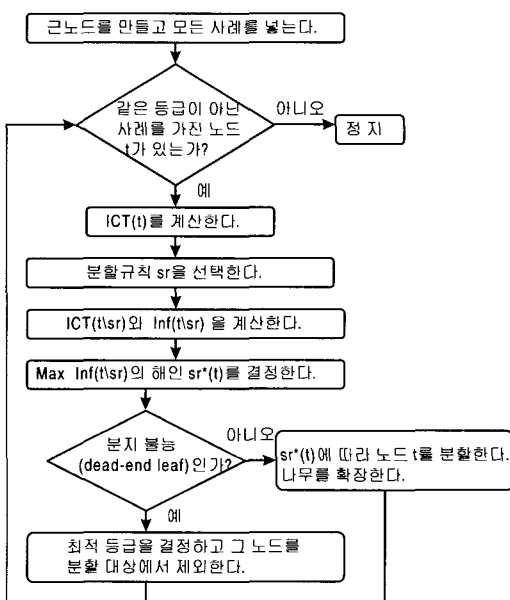 근노드를 만들고 모든 사례를 넣는다.
같은 등급이 아닌
사례를 가진 노드
t가 있는가?
아니오
정 지
예
ICT(t)를 계산한다.
분할규칙 sr을 선택한다.
ICT(t\sr)와 Inf(t\sr) 을 계산한다.
Max Inf(t\sr)의 해인 sr*(t)를 결정한다.
분지 불능
(dead-end leaf)인가?
아니오
sr*(t)에 따라 노드 t를 분할한다.
나무를 확장한다.
예
최적 등급을 결정하고 그 노드를
분할 대상에서 제외한다.